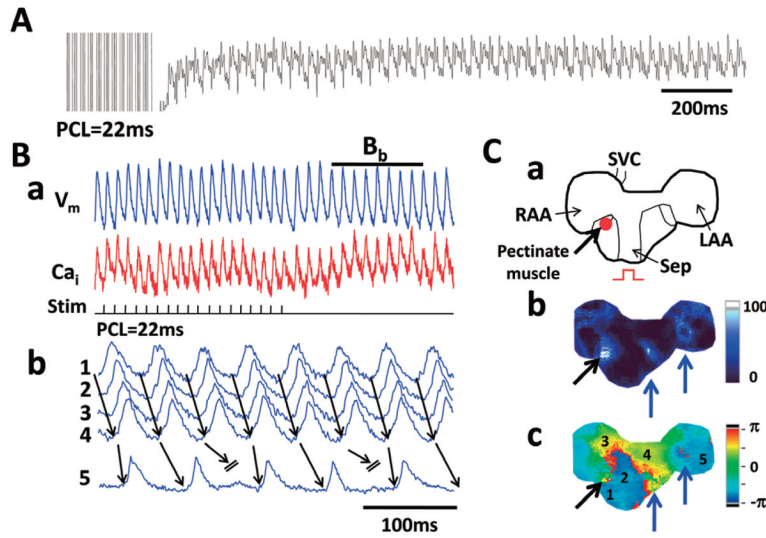 A
PCL=22ms
200ms
B
a
Vm
Bb
Cai
Stim
PCL=22ms
b
1
2
3
4
5
100ms
C
a
SVC
RAA
LAA
Pectinate
muscle
Sep
b
100
0
c
3
4
5
2
1
π
0
-π